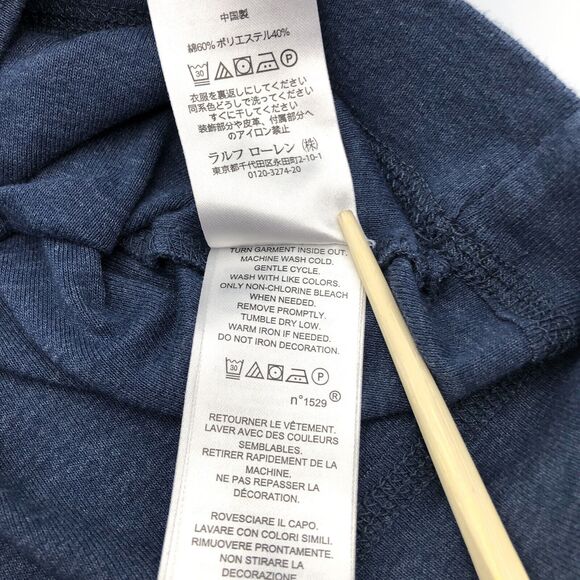 中国製
綿60% ポリエステル40%
30 P
衣服を裏返しにしてください
同系色どうしで洗ってください
すぐに干してください
装飾部分や皮革、付属部分へ
のアイロン禁止
ラルフ ローレン (株)
東京都千代田区永田町2-10-1
0120-3274-20
TURN GARMENT INSIDE OUT.
MACHINE WASH COLD.
GENTLE CYCLE.
WASH WITH LIKE COLORS.
ONLY NON-CHLORINE BLEACH
WHEN NEEDED.
REMOVE PROMPTLY.
TUMBLE DRY LOW.
WARM IRON IF NEEDED.
DO NOT IRON DECORATION.
30 P
n°1529®
RETOURNER LE VÊTEMENT.
LAVER AVEC DES COULEURS
SEMBLABLES.
RETIRER RAPIDEMENT DE LA
MACHINE,
NE PAS REPASSER
L'ORNEMENT.
ROVESCIARE IL CAPO.
LAVARE CON COLORI SIMILI.
RIMUOVERE PRONTAMENTE.
NON STIRARE LA
DECORAZIONE